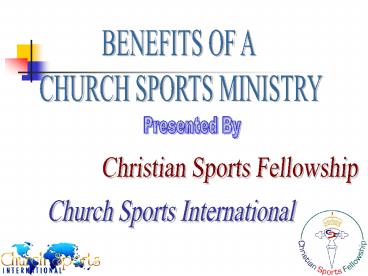 BENEFITS OF A
CHURCH SPORTS MINISTRY
Presented By
Christian Sports Fellowship
Church Sports International
Church Sports
INTERNATIONAL
Christian Sports Fellowship